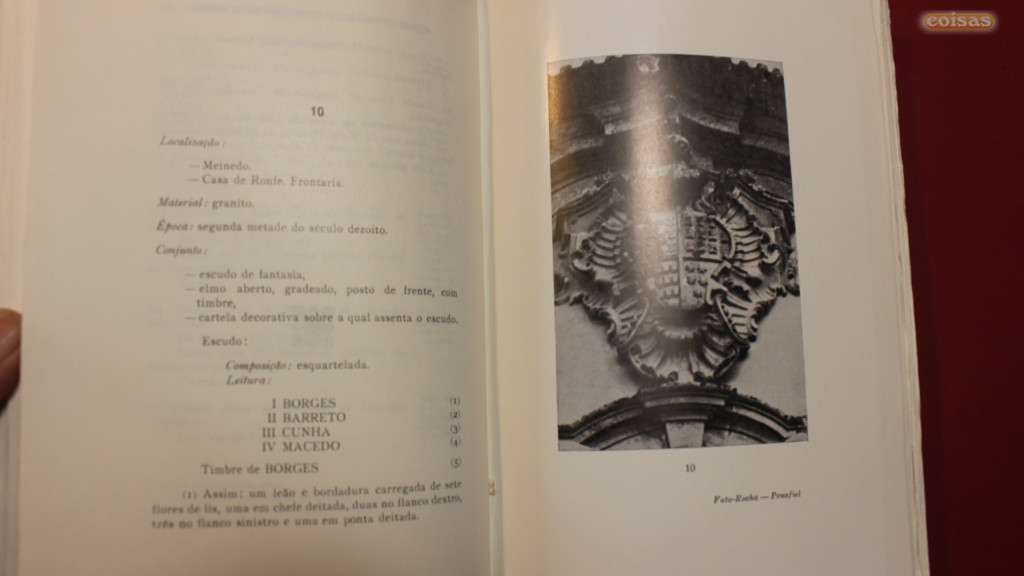 coisas
10
Localização:
— Meinedo.
— Casa de Ronfe. Frontaria.
Material: granito.
Época: segunda metade do século dezoito.
Conjunto:
— escudo de fantasia,
— elmo aberto, gradeado, posto de frente, com
timbre,
— cartela decorativa sobre a qual assenta o escudo.
Escudo:
Composição: esquartelada.
Leitura:
I BORGES (1)
II BARRETO (2)
III CUNHA (3)
IV MACEDO (4)
Timbre de BORGES (5)
(1) Assim: um leão e bordadura carregada de sete
flores de lis, uma em chefe deitada, duas no flanco dextro,
três no flanco sinistro e uma em ponta deitada.
10
Foto-Rocha — Penafiel